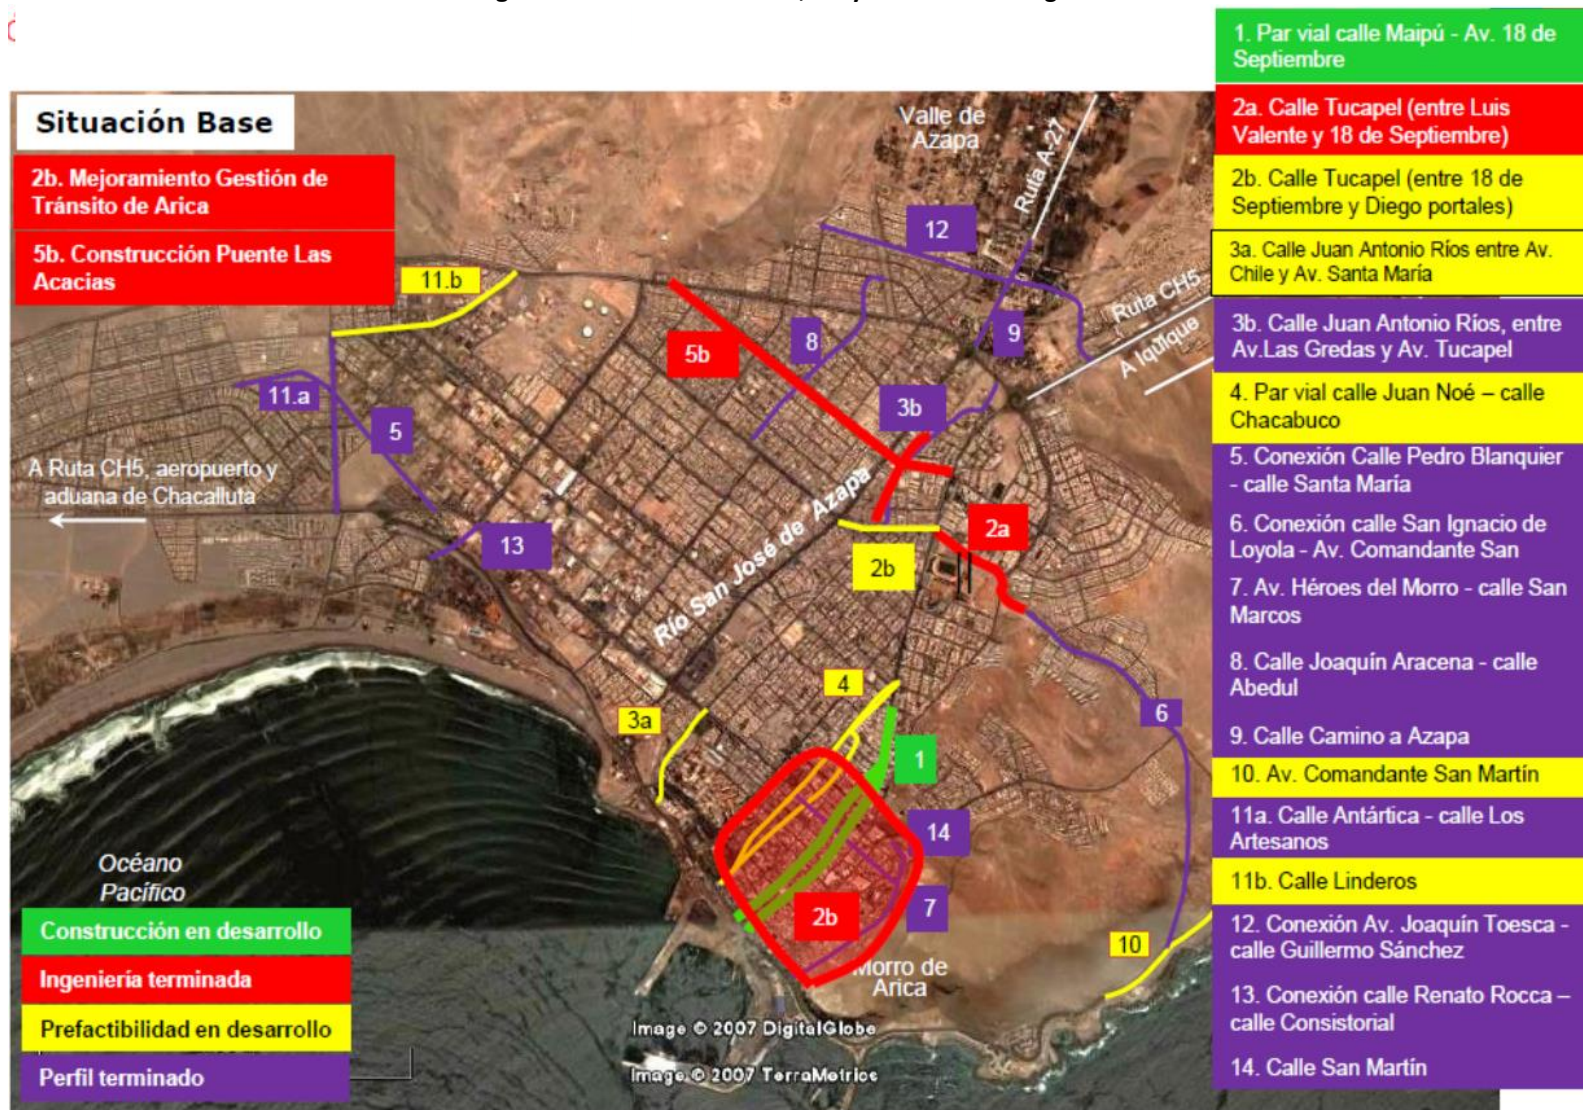 Situación Base
2b. Mejoramiento Gestión de
Tránsito de Arica
5b. Construcción Puente Las
Acacias
Valle de
Azapa
Ruta A-27
12
11.b
Ruta CH5
A Iquique
9
8
5b
3b
11.a
5
A Ruta CH5, aeropuerto y
aduana de Chacalluta
13
2a
2b
Río San José de Azapa
4
3a
6
1
14
7
2b
10
Océano
Pacífico
Morro de
Arica
Image © 2007 DigitalGlobe
Image © 2007 TerraMetrics
Construcción en desarrollo
Ingeniería terminada
Prefactibilidad en desarrollo
Perfil terminado
1. Par vial calle Maipú - Av. 18 de
Septiembre
2a. Calle Tucapel (entre Luis
Valente y 18 de Septiembre)
2b. Calle Tucapel (entre 18 de
Septiembre y Diego portales)
3a. Calle Juan Antonio Ríos entre Av.
Chile y Av. Santa María
3b. Calle Juan Antonio Ríos, entre
Av.Las Gredas y Av. Tucapel
4. Par vial calle Juan Noé – calle
Chacabuco
5. Conexión Calle Pedro Blanquier
- calle Santa María
6. Conexión calle San Ignacio de
Loyola - Av. Comandante San
7. Av. Héroes del Morro - calle San
Marcos
8. Calle Joaquín Aracena - calle
Abedul
9. Calle Camino a Azapa
10. Av. Comandante San Martín
11a. Calle Antártica - calle Los
Artesanos
11b. Calle Linderos
12. Conexión Av. Joaquín Toesca -
calle Guillermo Sánchez
13. Conexión calle Renato Rocca –
calle Consistorial
14. Calle San Martín